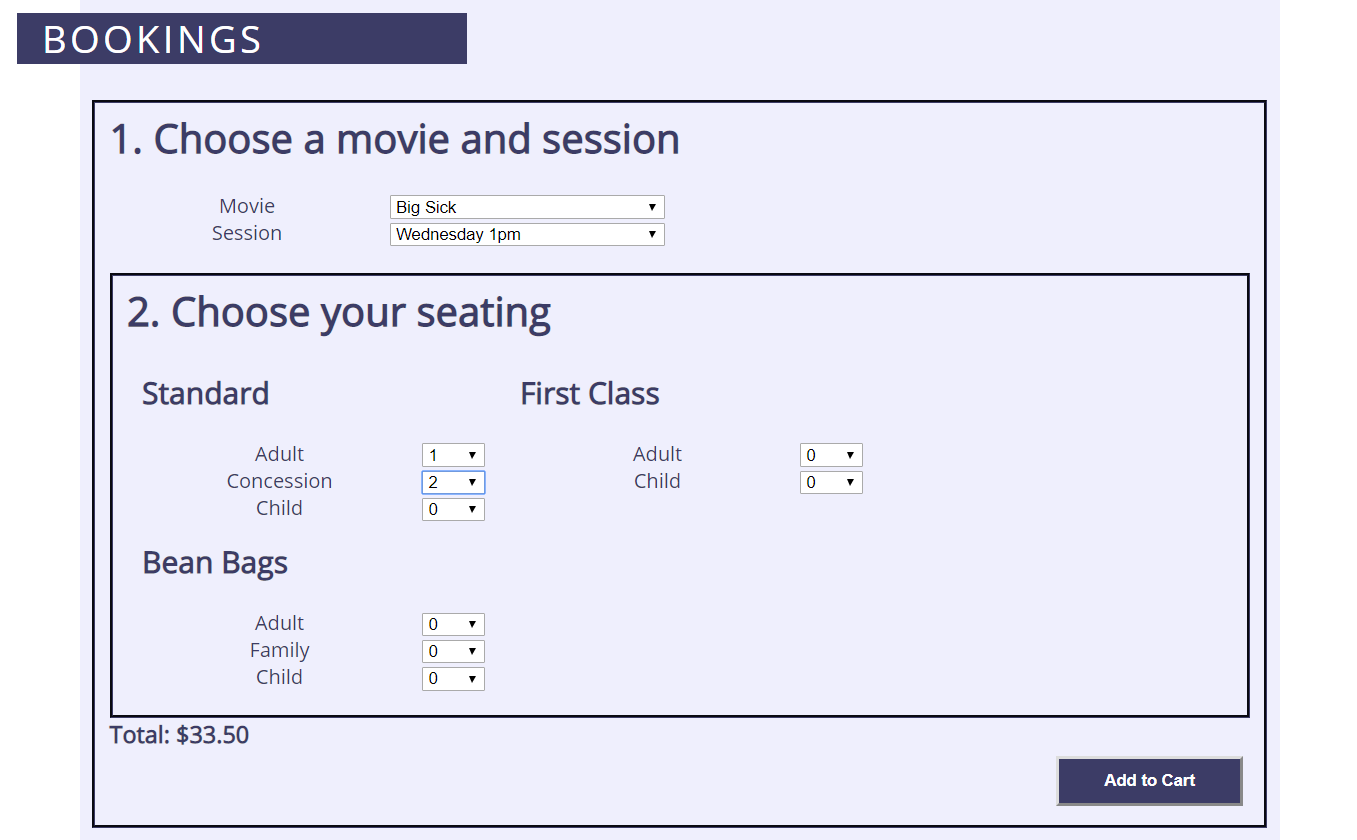 BOOKINGS
1. Choose a movie and session
Movie Big Sick
Session Wednesday 1pm
2. Choose your seating
Standard First Class
Adult 1 Adult 0
Concession 2 Child 0
Child 0
Bean Bags
Adult 0
Family 0
Child 0
Total: $33.50
Add to Cart